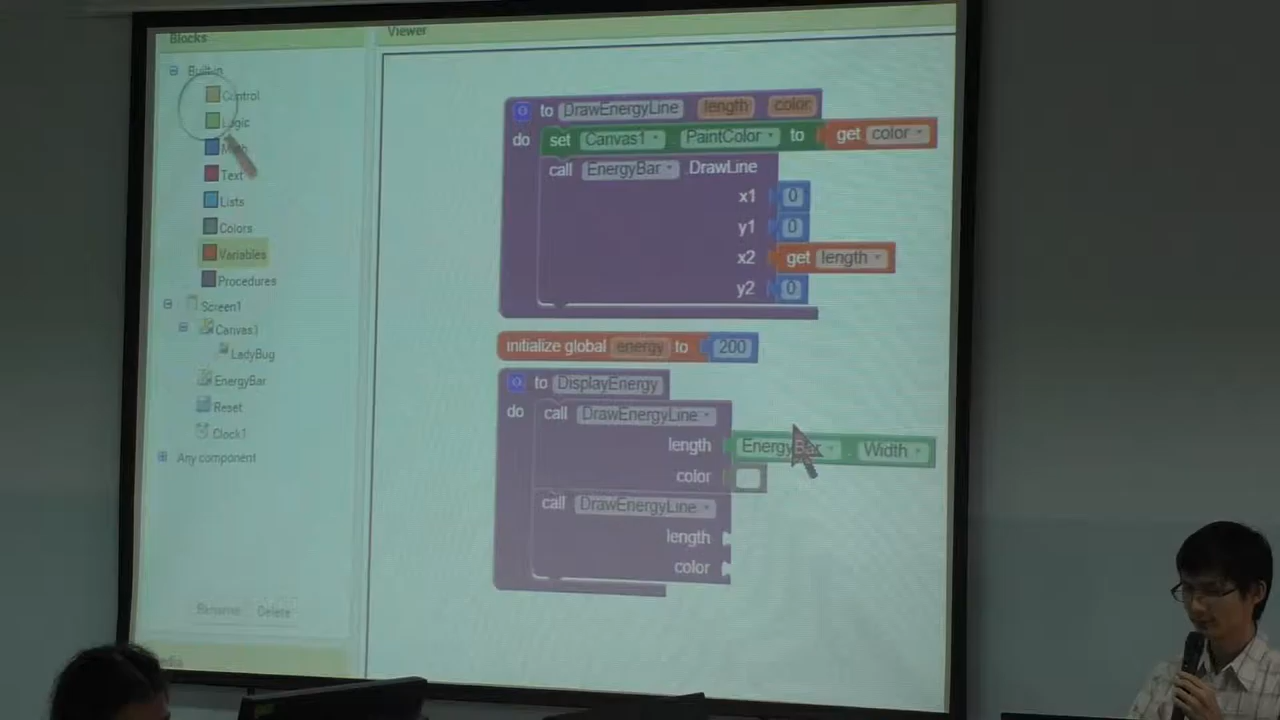 Blocks
Viewer
Built-in
Control
Logic
Math
Text
Lists
Colors
Variables
Procedures
Screen1
Canvas1
LadyBug
EnergyBar
Reset
Clock1
Any component
Rename Delete
to DrawEnergyLine length color
do set Canvas1 . PaintColor to get color
call EnergyBar .DrawLine
x1 0
y1 0
x2 get length
y2 0
initialize global energy to 200
to DisplayEnergy
do call DrawEnergyLine
length EnergyBar . Width
color
call DrawEnergyLine
length
color